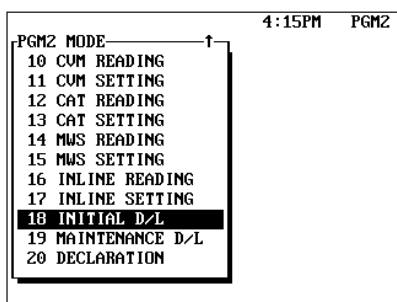 4:15PM PGM2
PGM2 MODE ↑
10 CVM READING
11 CVM SETTING
12 CAT READING
13 CAT SETTING
14 MWS READING
15 MWS SETTING
16 INLINE READING
17 INLINE SETTING
18 INITIAL D/L
19 MAINTENANCE D/L
20 DECLARATION